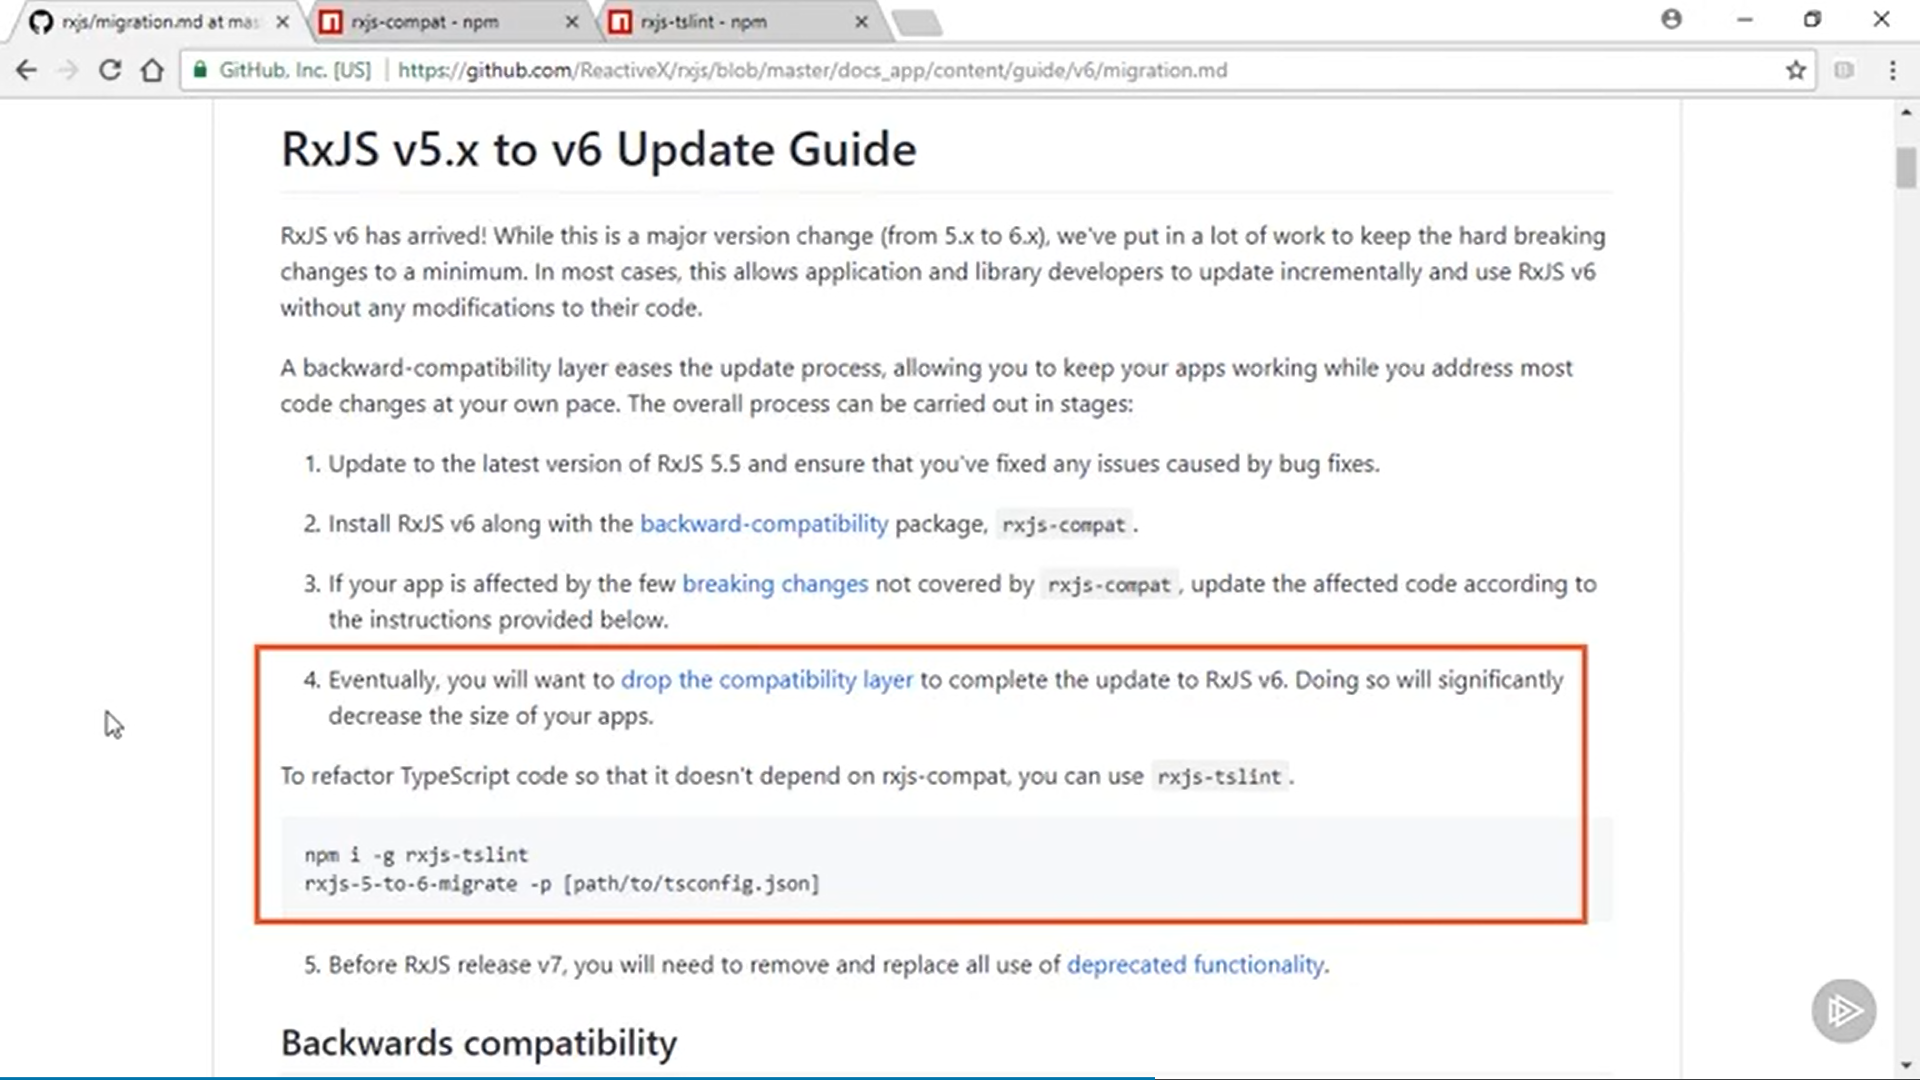 rxjs/migration.md at mas
rxjs-compat - npm
rxjs-tslint - npm
GitHub, Inc. [US] | https://github.com/ReactiveX/rxjs/blob/master/docs_app/content/guide/v6/migration.md
RxJS v5.x to v6 Update Guide
RxJS v6 has arrived! While this is a major version change (from 5.x to 6.x), we've put in a lot of work to keep the hard breaking
changes to a minimum. In most cases, this allows application and library developers to update incrementally and use RxJS v6
without any modifications to their code.
A backward-compatibility layer eases the update process, allowing you to keep your apps working while you address most
code changes at your own pace. The overall process can be carried out in stages:
1. Update to the latest version of RxJS 5.5 and ensure that you've fixed any issues caused by bug fixes.
2. Install RxJS v6 along with the backward-compatibility package, rxjs-compat.
3. If your app is affected by the few breaking changes not covered by rxjs-compat, update the affected code according to
the instructions provided below.
4. Eventually, you will want to drop the compatibility layer to complete the update to RxJS v6. Doing so will significantly
decrease the size of your apps.
To refactor TypeScript code so that it doesn't depend on rxjs-compat, you can use rxjs-tslint.
npm i -g rxjs-tslint
rxjs-5-to-6-migrate -p [path/to/tsconfig.json]
5. Before RxJS release v7, you will need to remove and replace all use of deprecated functionality.
Backwards compatibility